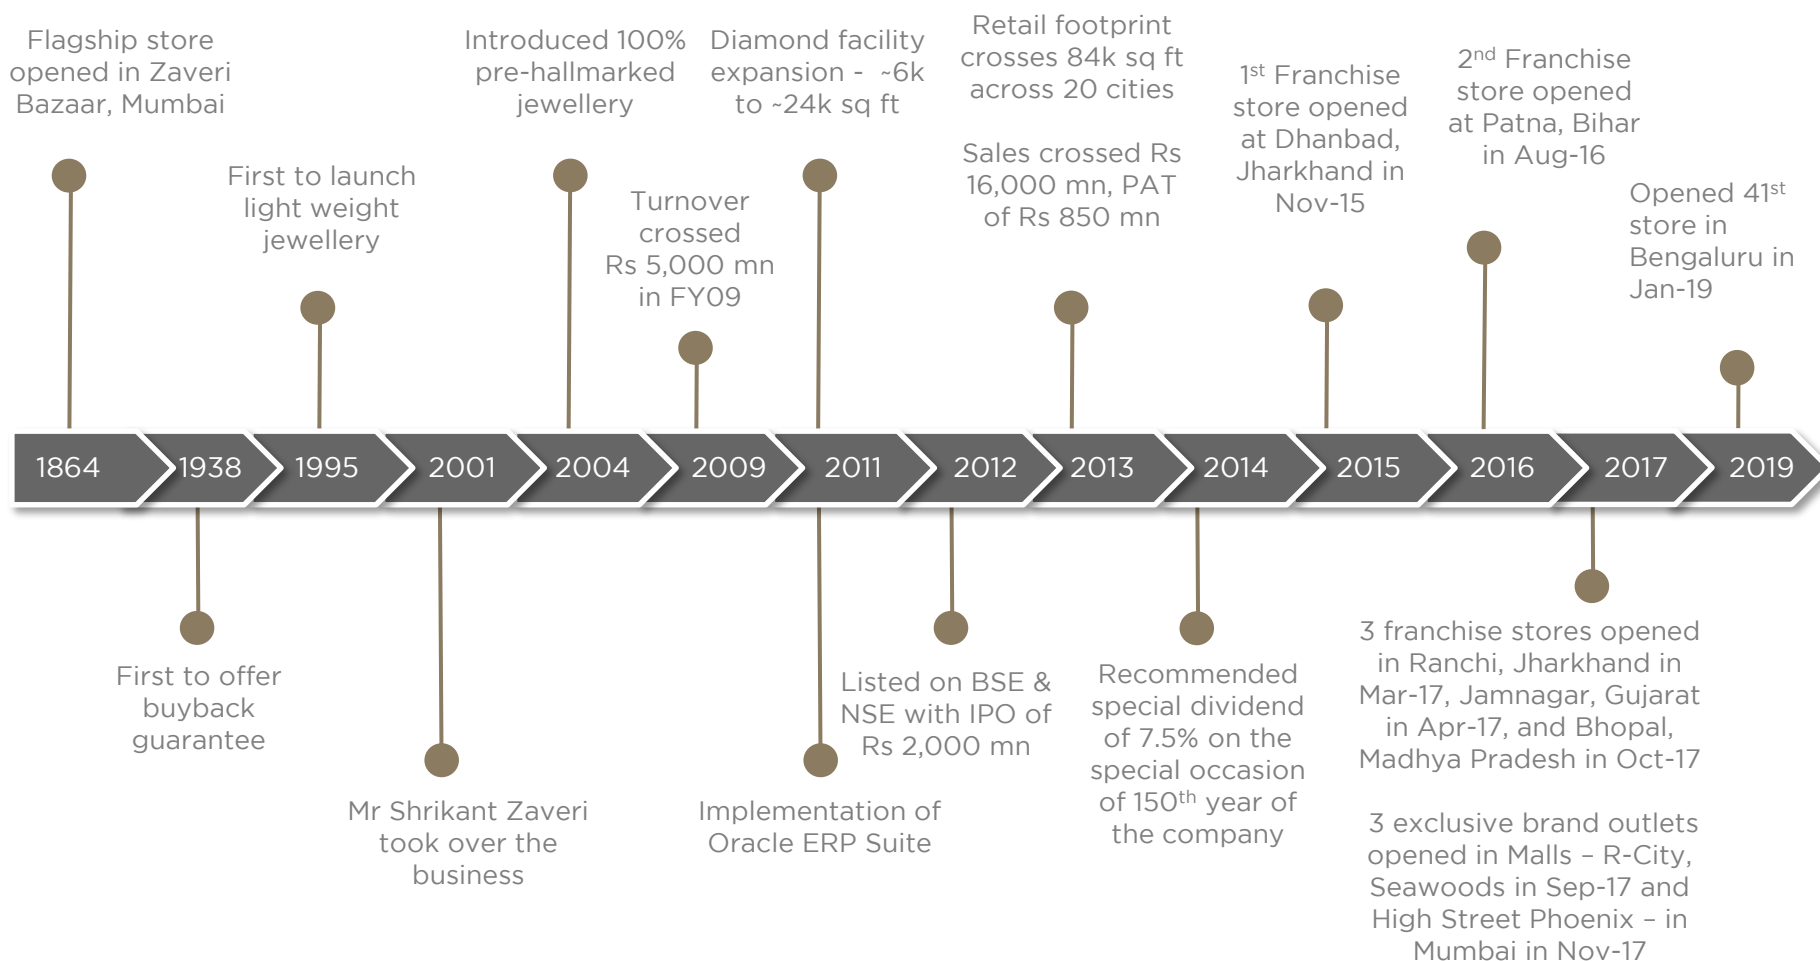 Flagship store
opened in Zaveri
Bazaar, Mumbai
First to launch
light weight
jewellery
Introduced 100%
pre-hallmarked
jewellery
Turnover
crossed
Rs 5,000 mn
in FY09
Diamond facility
expansion - ~6k
to ~24k sq ft
Retail footprint
crosses 84k sq ft
across 20 cities
Sales crossed Rs
16,000 mn, PAT
of Rs 850 mn
1st Franchise
store opened
at Dhanbad,
Jharkhand in
Nov-15
2nd Franchise
store opened
at Patna, Bihar
in Aug-16
Opened 41st
store in
Bengaluru in
Jan-19
1864 1938 1995 2001 2004 2009 2011 2012 2013 2014 2015 2016 2017 2019
First to offer
buyback
guarantee
Mr Shrikant Zaveri
took over the
business
Implementation of
Oracle ERP Suite
Listed on BSE &
NSE with IPO of
Rs 2,000 mn
Recommended
special dividend
of 7.5% on the
special occasion
of 150th year of
the company
3 franchise stores opened
in Ranchi, Jharkhand in
Mar-17, Jamnagar, Gujarat
in Apr-17, and Bhopal,
Madhya Pradesh in Oct-17
3 exclusive brand outlets
opened in Malls – R-City,
Seawoods in Sep-17 and
High Street Phoenix – in
Mumbai in Nov-17